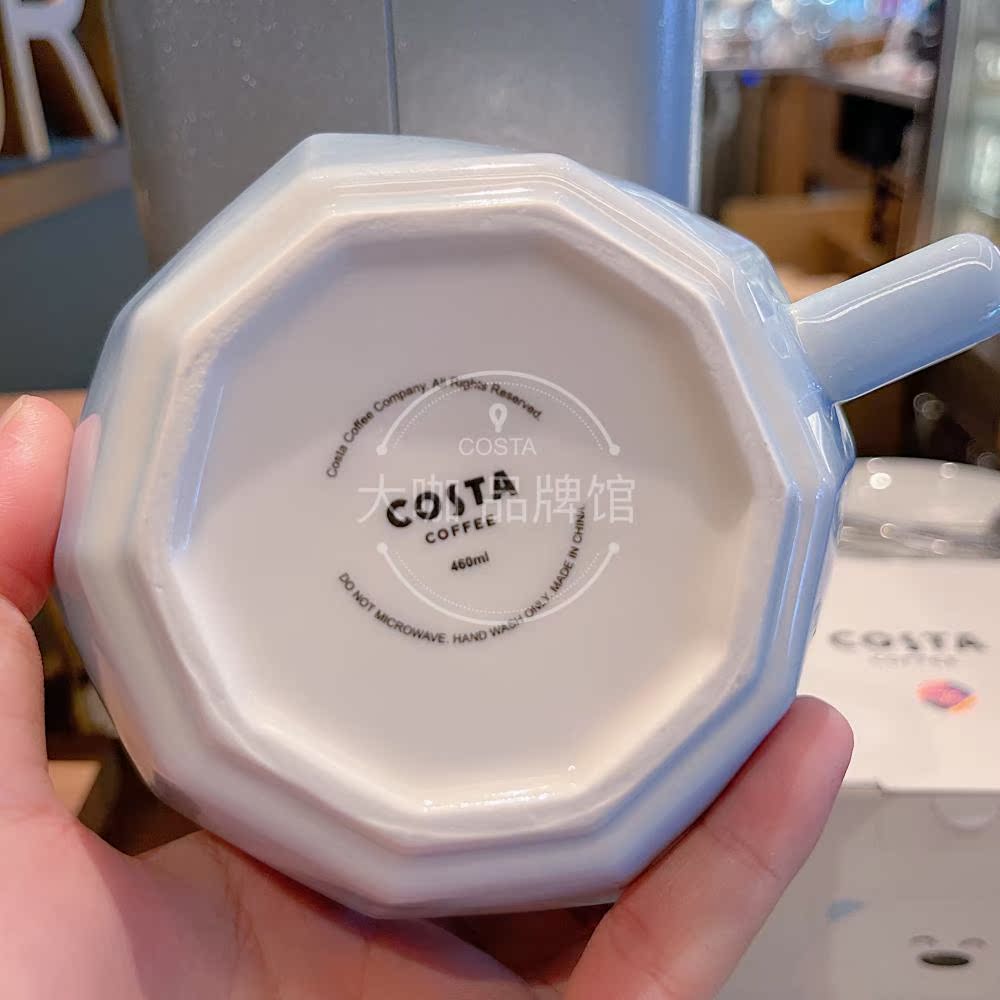 R
Costa Coffee Company. All Rights Reserved.
COSTA
大咖 品牌馆
COSTA
COFFEE
460ml
DO NOT MICROWAVE. HAND WASH ONLY. MADE IN CHINA
COSTA
COFFEE